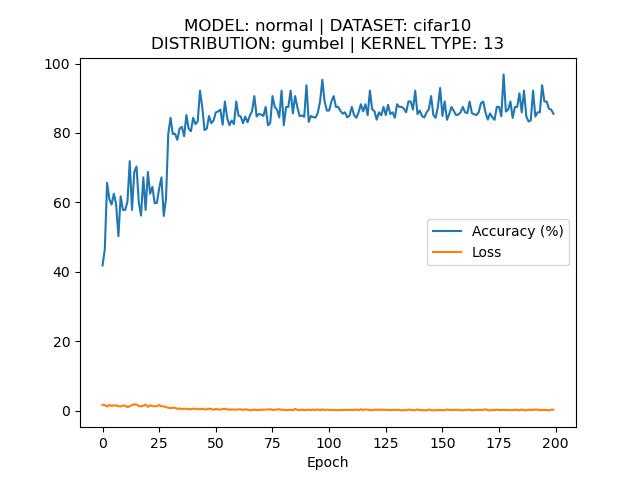 MODEL: normal | DATASET: cifar10
DISTRIBUTION: gumbel | KERNEL TYPE: 13
100
80
60
40
20
0
Accuracy (%)
Loss
0 25 50 75 100 125 150 175 200
Epoch